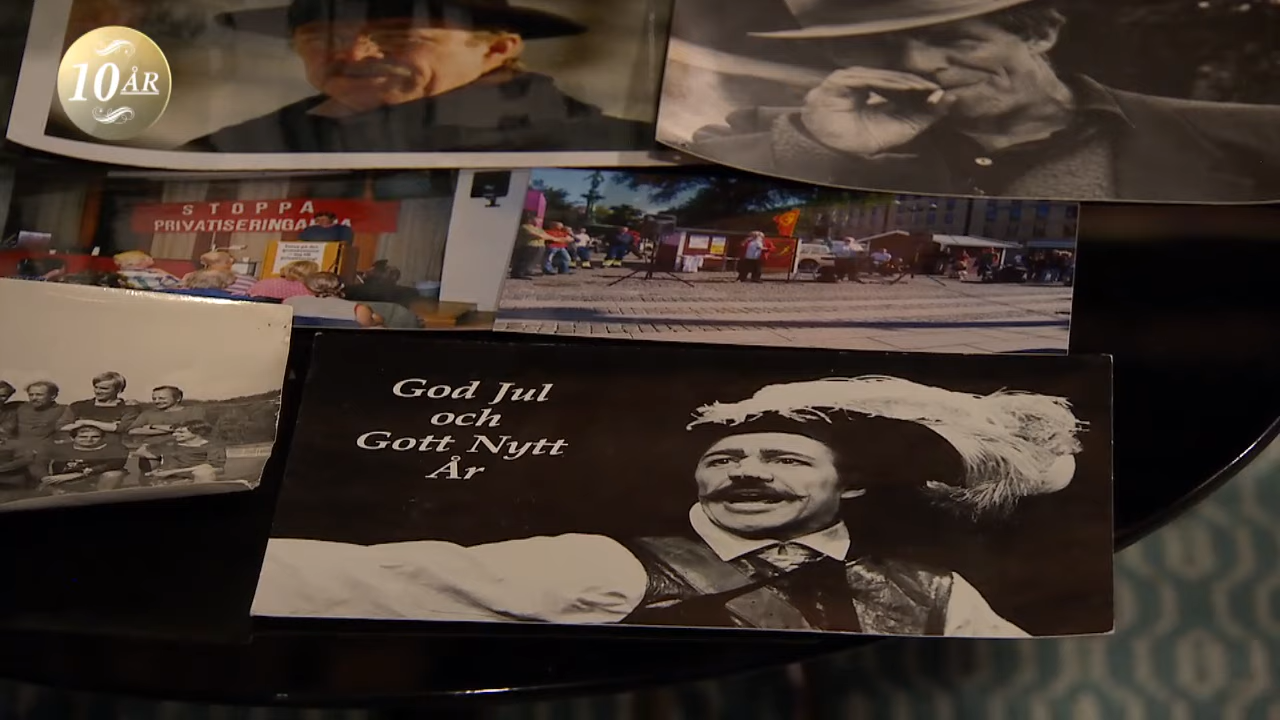 10 ÅR
STOPPA
PRIVATISERINGARNA
God Jul
och
Gott Nytt
År